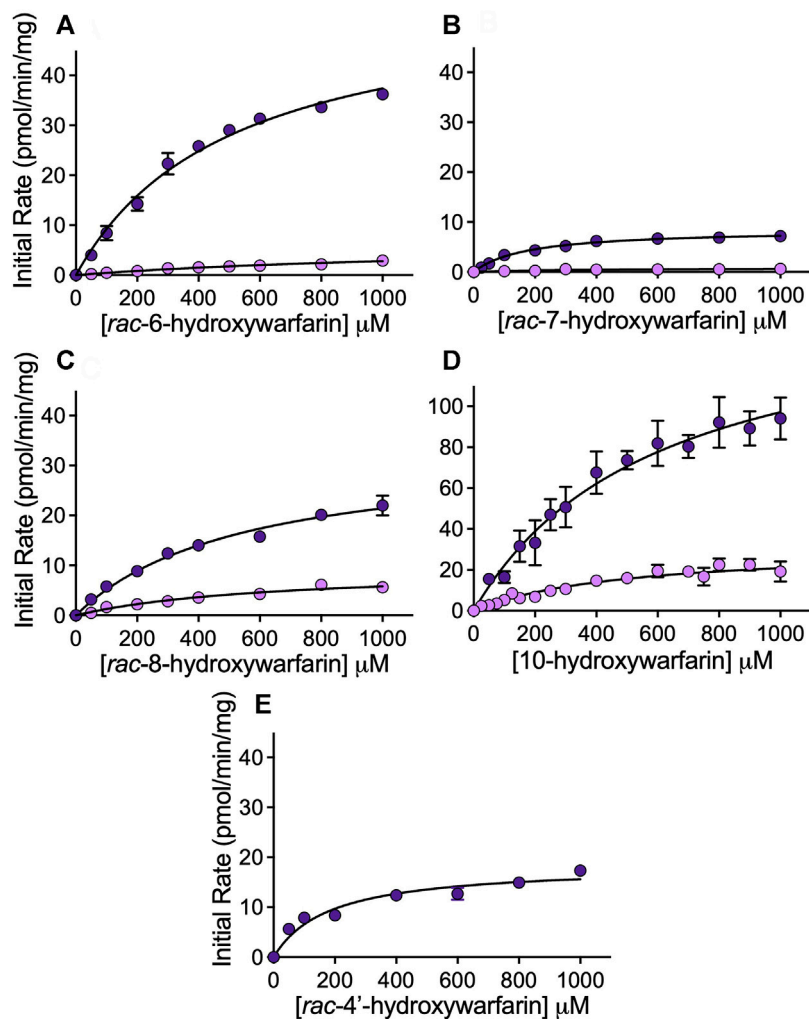 A
B
Initial Rate (pmol/min/mg)
40
30
20
10
0
0 200 400 600 800 1000
[rac-6-hydroxywarfarin] μM
40
30
20
10
0
0 200 400 600 800 1000
[rac-7-hydroxywarfarin] μM
C
D
Initial Rate (pmol/min/mg)
40
30
20
10
0
0 200 400 600 800 1000
[rac-8-hydroxywarfarin] μM
100
80
60
40
20
0
0 200 400 600 800 1000
[10-hydroxywarfarin] μM
E
Initial Rate (pmol/min/mg)
40
30
20
10
0
0 200 400 600 800 1000
[rac-4'-hydroxywarfarin] μM